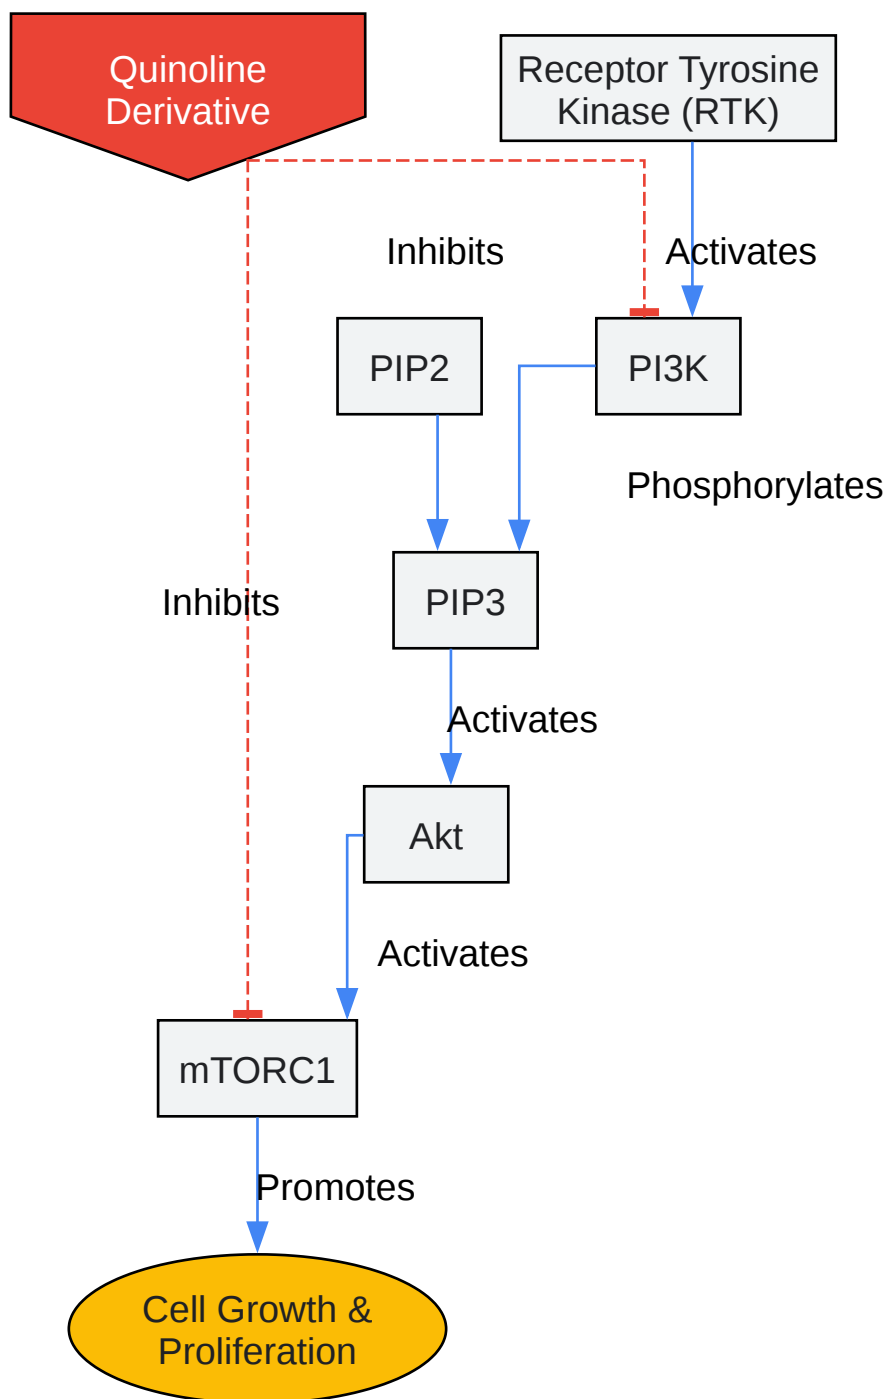 Quinoline
Derivative
Receptor Tyrosine
Kinase (RTK)
Inhibits
Activates
PIP2
PI3K
Phosphorylates
Inhibits
PIP3
Activates
Akt
Activates
mTORC1
Promotes
Cell Growth &
Proliferation